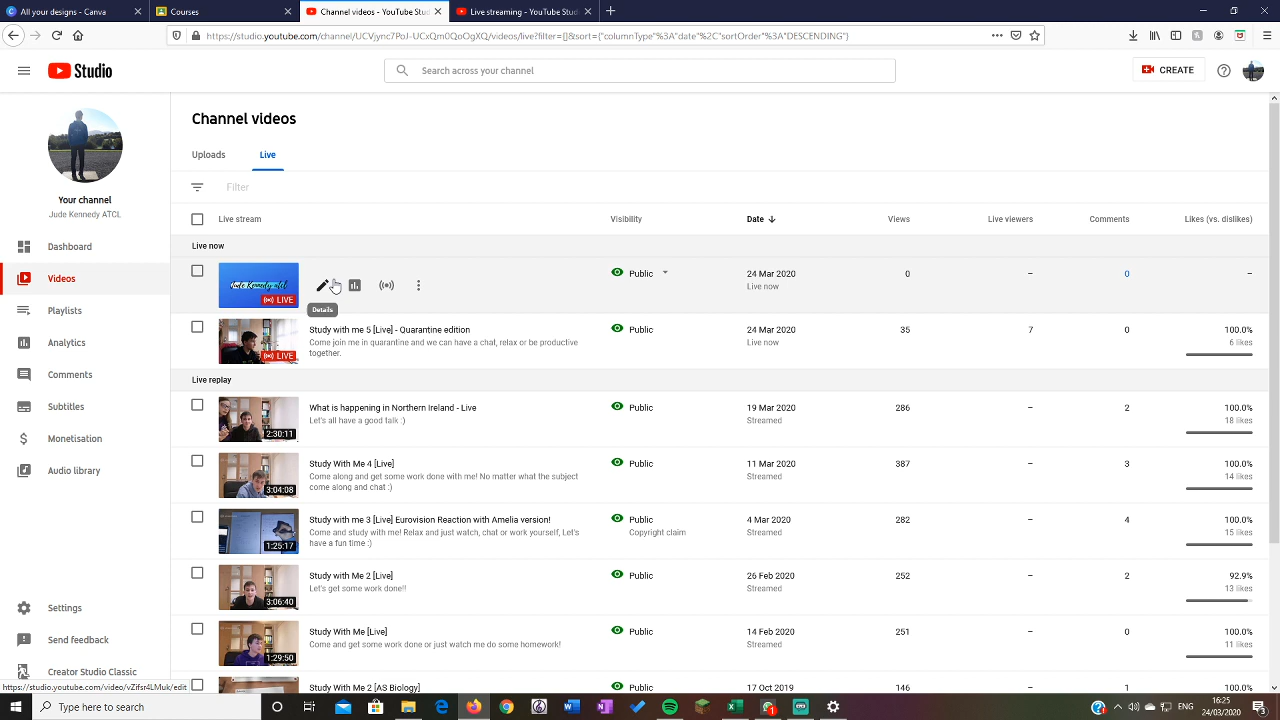 All your designs - Canva
Courses
Channel videos - YouTube Stud
Live streaming - YouTube Studio
https://studio.youtube.com/channel/UCVjync7PoJ-UCxQm0QoOgXQ/videos/live?filter=[]&sort={"columnType"%3A"date"%2C"sortOrder"%3A"DESCENDING"}
Studio
Search across your channel
CREATE
Your channel
Jude Kennedy ATCL
Dashboard
Videos
Playlists
Analytics
Comments
Subtitles
Monetisation
Audio library
Settings
Send feedback
Creator Studio Classic
Channel videos
Uploads
Live
Filter
Live stream Visibility Date Views Live viewers Comments Likes (vs. dislikes)
Live now
Jude Kennedy atcl
LIVE
Details
Public 24 Mar 2020 0 – 0 –
Live now
LIVE
Study with me 5 [Live] - Quarantine edition Public 24 Mar 2020 35 7 0 100.0%
Come join me in quarantine and we can have a chat, relax or be productive Live now 6 likes
together.
Live replay
2:30:11
What is happening in Northern Ireland - Live Public 19 Mar 2020 286 – 2 100.0%
Let's all have a good talk :) Streamed 18 likes
3:04:08
Study With Me 4 [Live] Public 11 Mar 2020 387 – 3 100.0%
Come along and get some work done with me! No matter what the subject Streamed 14 likes
come along and chat :)
1:25:17
Study with me 3 [Live] Eurovision Reaction with Amelia version! Public 4 Mar 2020 282 – 4 100.0%
Come and study with me! Relax and just watch, chat or work yourself, Let's Copyright claim Streamed 15 likes
have a fun time :)
3:06:40
Study with Me 2 [Live] Public 26 Feb 2020 252 – 2 92.9%
Let's get some work done!! Streamed 13 likes
1:29:50
Study With Me [Live] Public 14 Feb 2020 251 – 0 100.0%
Come and get some work done or just watch me do some homework! Streamed 11 likes
Study With Me 2 [AS Biology] Public 17 Oct 2019 146 – 1 100.0%
https://studio.youtube.com/video/vZifsr4LMuk/edit
Type here to search
ENG
16:25
24/03/2020